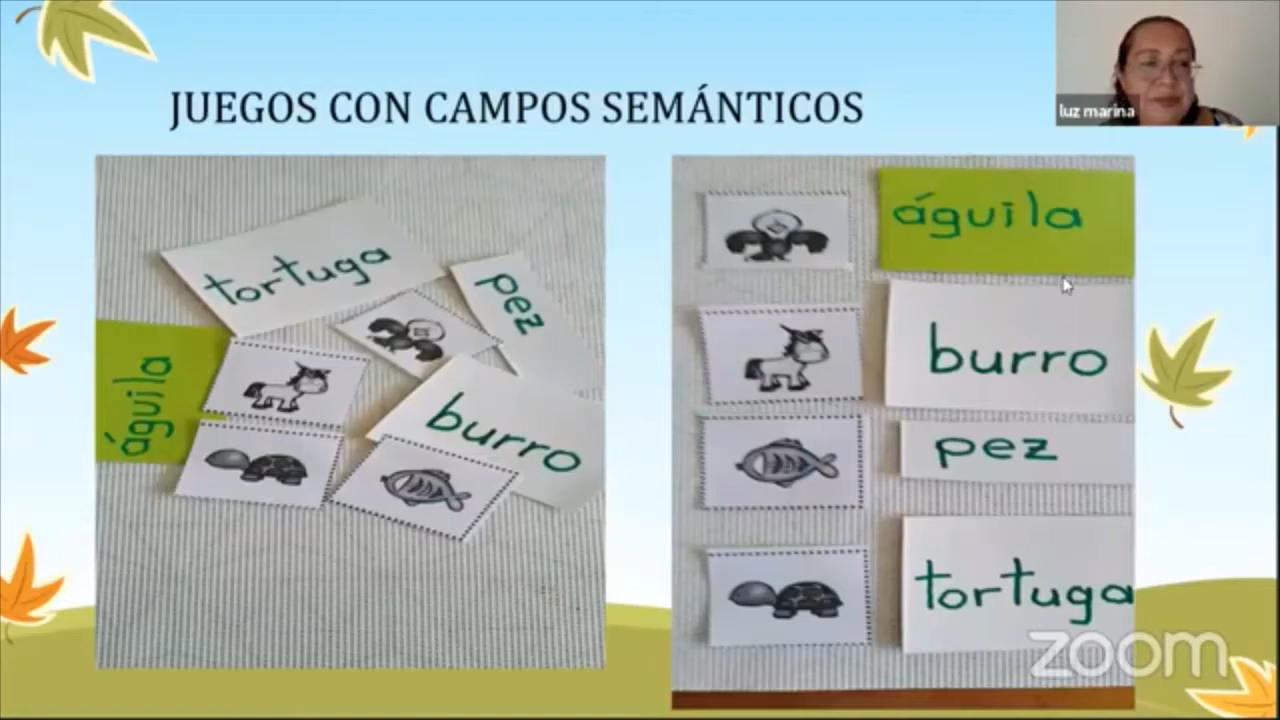 JUEGOS CON CAMPOS SEMÁNTICOS
luz marina
tortuga
pez
águila
burro
águila
burro
pez
tortuga
zoom